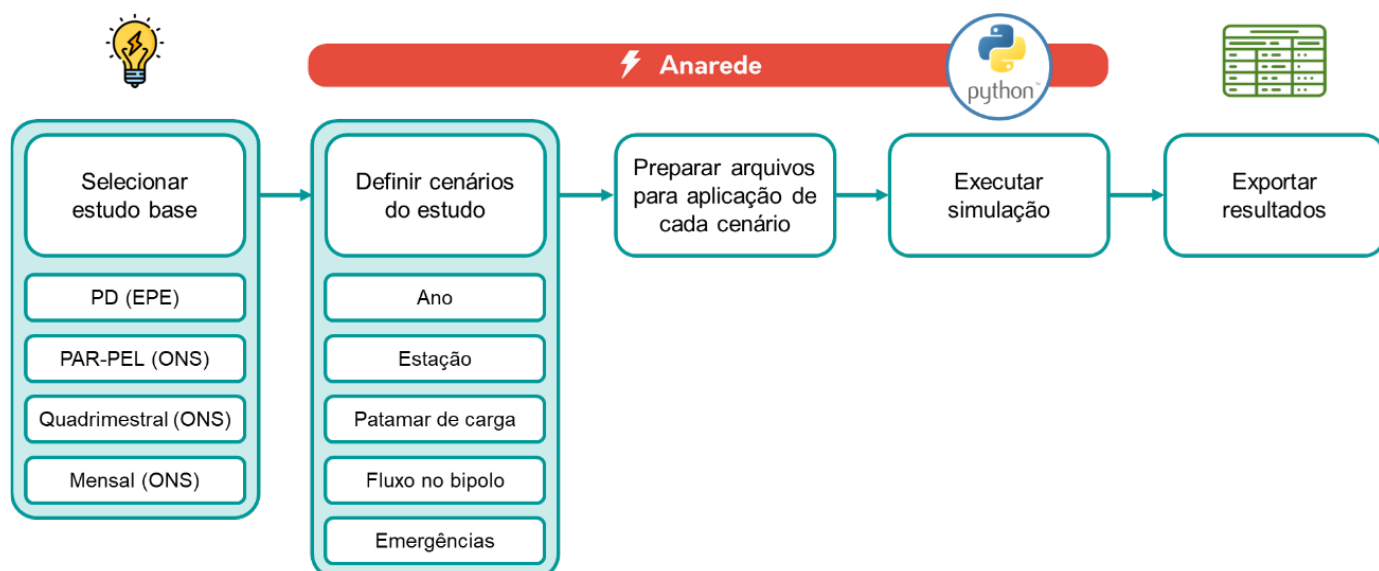 Anarede
python
Selecionar
estudo base
PD (EPE)
PAR-PEL (ONS)
Quadrimestral (ONS)
Mensal (ONS)
Definir cenários
do estudo
Ano
Estação
Patamar de carga
Fluxo no bipolo
Emergências
Preparar arquivos
para aplicação de
cada cenário
Executar
simulação
Exportar
resultados